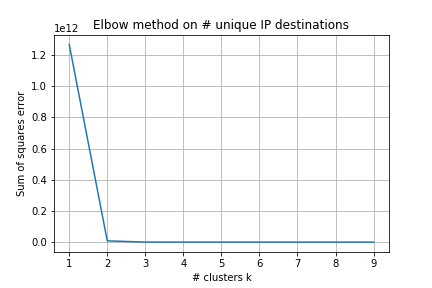 Elbow method on # unique IP destinations
1e12
1.2
1.0
0.8
0.6
0.4
0.2
0.0
Sum of squares error
1 2 3 4 5 6 7 8 9
# clusters k